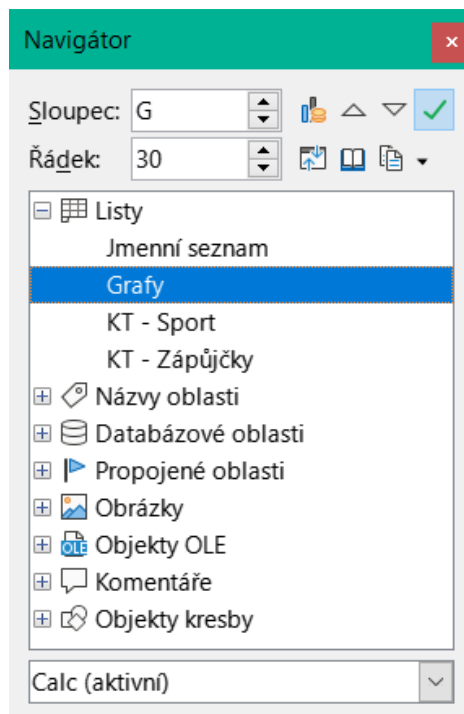 Navigátor
Sloupec: G
Řádek: 30
Listy
Jmenní seznam
Grafy
KT - Sport
KT - Zápůjčky
Názvy oblasti
Databázové oblasti
Propojené oblasti
Obrázky
OLE Objekty OLE
Komentáře
Objekty kresby
Calc (aktivní)